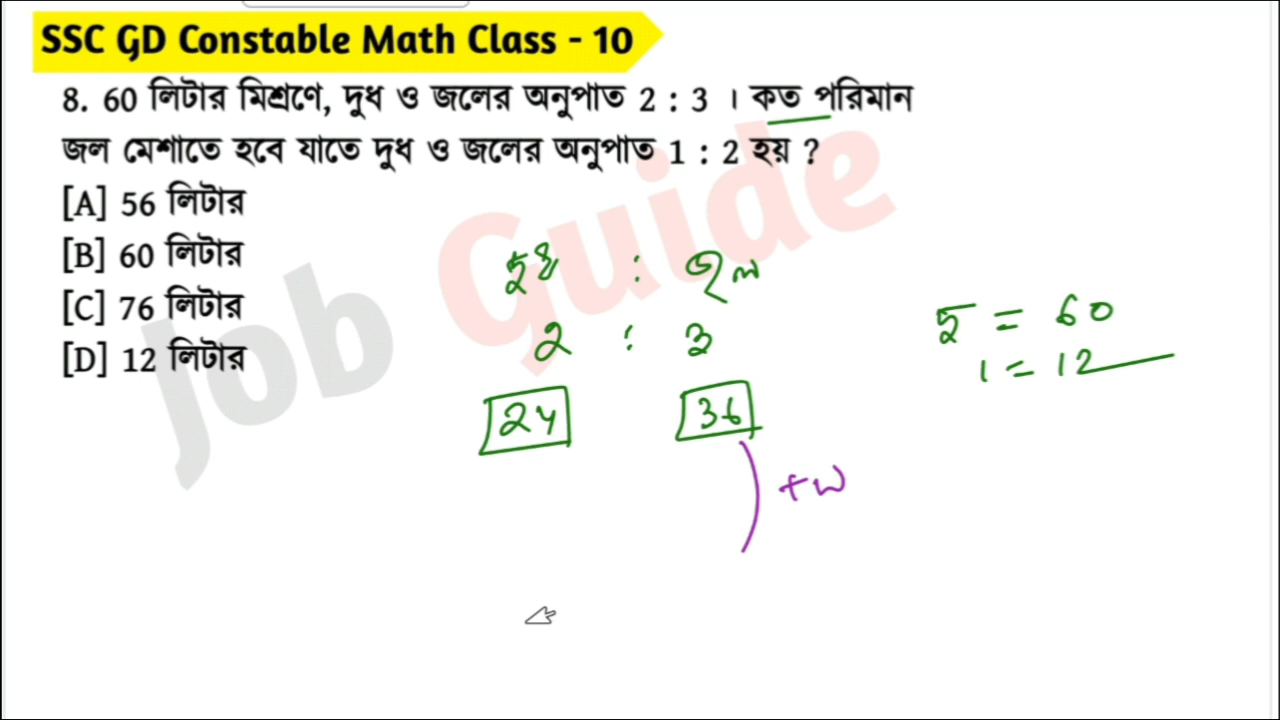 SSC GD Constable Math Class - 10
8. 60 লিটার মিশ্রণে, দুধ ও জলের অনুপাত 2 : 3 । কত পরিমান
জল মেশাতে হবে যাতে দুধ ও জলের অনুপাত 1 : 2 হয় ?
[A] 56 লিটার
[B] 60 লিটার
[C] 76 লিটার
[D] 12 লিটার
Job Guide
দুধ : জল
2 : 3
24 36
5 = 60
1 = 12
+W